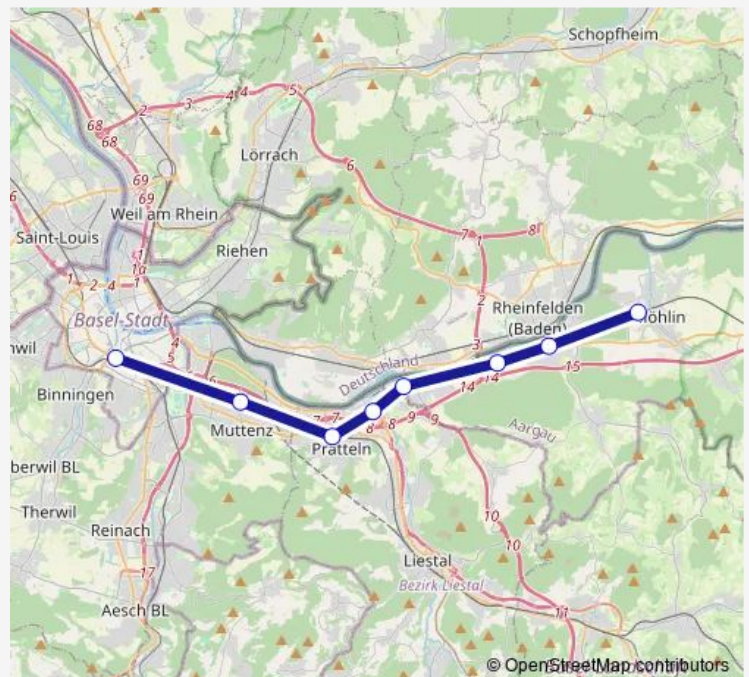 Schopfheim
68
2
3
4
4
5
68
Lörrach
6
69
69
6
Weil am Rhein
Saint-Louis
Riehen
7
1
8
1
1a
1
2
4
1
2
Rheinfelden
(Baden)
Möhlin
Basel-Stadt
4
5
3
Deutschland
15
6
14
14
Binningen
7
7
8
8
9
9
Muttenz
Pratteln
Aargau
berwil BL
Therwil
Reinach
10
10
Liestal
17
Bezirk Liestal
Aesch BL
11
© OpenStreetMap contributors